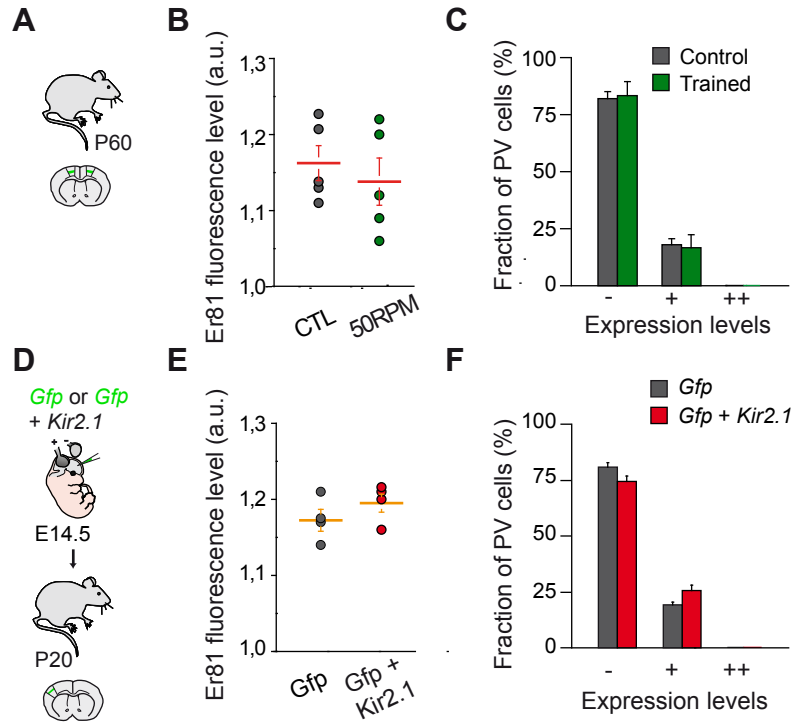 A
P60
B
Er81 fluorescence level (a.u.)
1,3
1,2
1,1
1,0
CTL
50RPM
C
Fraction of PV cells (%)
100
75
50
25
0
Control
Trained
-
+
++
Expression levels
D
Gfp or Gfp
+ Kir2.1
+ -
E14.5
P20
E
Er81 fluorescence level (a.u.)
1,3
1,2
1,1
1,0
Gfp
Gfp +
Kir2.1
F
Fraction of PV cells (%)
100
75
50
25
0
Gfp
Gfp + Kir2.1
-
+
++
Expression levels